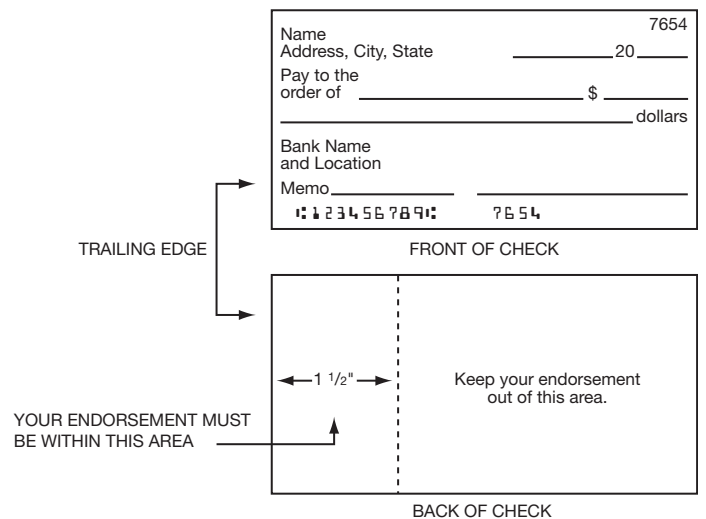 7654
Name
Address, City, State
20
Pay to the
order of $
dollars
Bank Name
and Location
Memo
⑆123456789⑆ 7654
TRAILING EDGE
FRONT OF CHECK
1 1/2"
Keep your endorsement
out of this area.
YOUR ENDORSEMENT MUST
BE WITHIN THIS AREA
BACK OF CHECK